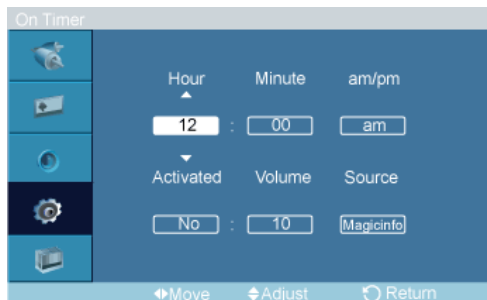 On Timer
Hour Minute am/pm
12 : 00 am
Activated Volume Source
No : 10 Magicinfo
Move Adjust Return